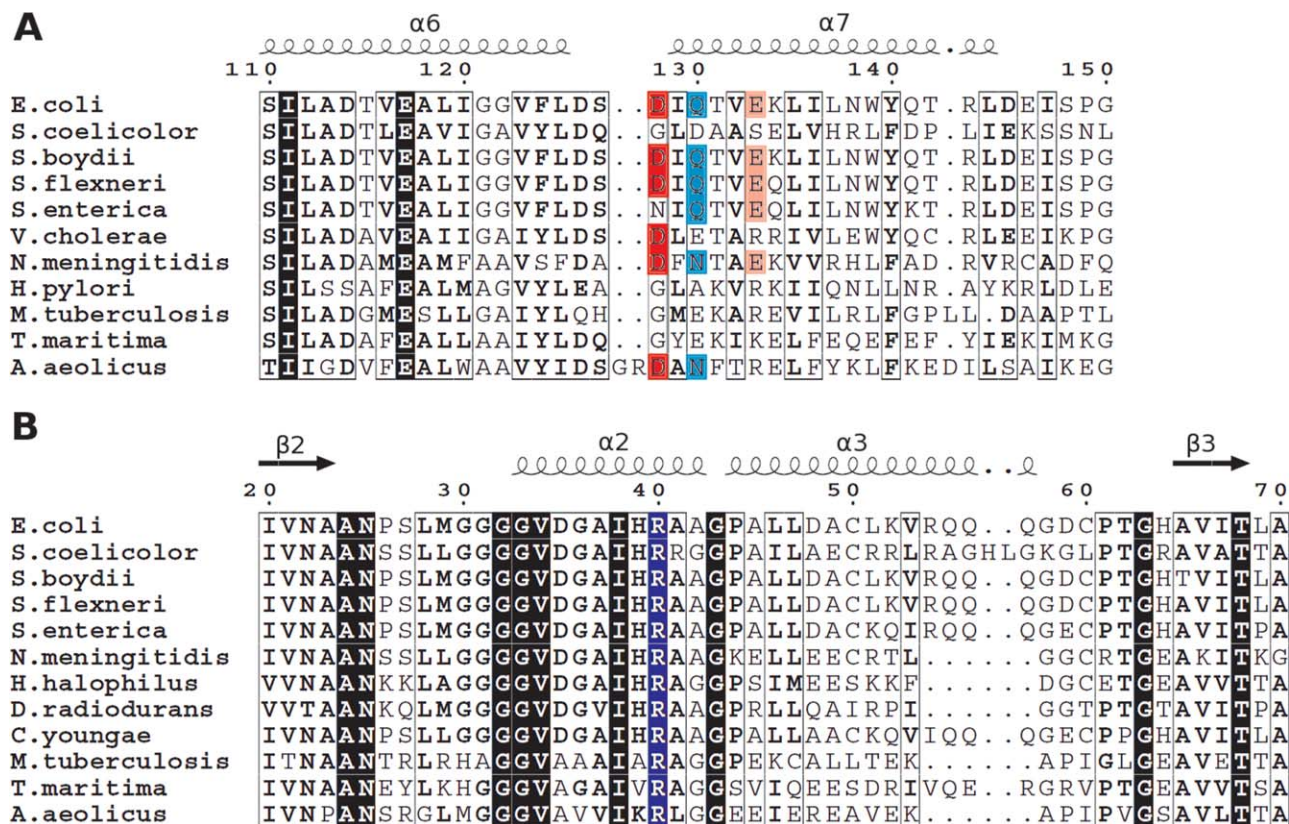 A
α6 α7
110 120 130 140 150
E.coli SILADTVEALIGGVFLDS..DIQTVEKLILNWYQT.RLDEISPG
S.coelicolor SILADTLEAVIGAVYLDQ..GLDAASELVHRLFDP.LIEKSSNL
S.boydii SILADTVEALIGGVFLDS..DIQTVEKLILNWYQT.RLDEISPG
S.flexneri SILADTVEALIGGVFLDS..DIQTVEQLILNWYQT.RLDEISPG
S.enterica SILADTVEALIGGVFLDS..NIQTVEQLILNWYKT.RLDEISPG
V.cholerae SILADAVEAIIGAIYLDS..DLETARRIVLEWYQC.RLEEIKPG
N.meningitidis SILADAMEAMFAAVSFDA..DFNTAEKVVRHLFAD.RVRCADFQ
H.pylori SILSSAFEALMAGVYLEA..GLAKVRKIIQNLLNR.AYKRLDLE
M.tuberculosis SILADGMESLLGAIYLQH..GMEKAREVILRLFGPLL.DAAPTL
T.maritima SILADAFEALLAAIYLDQ..GYEKIKELFEQEFEF.YIEKIMKG
A.aeolicus TIIGDVFEALWAAVYIDSGRDANFTRELFYKLFKEDILSAIKEG
B
β2 α2 α3 β3
20 30 40 50 60 70
E.coli IVNAANPSLMGGGGVDGAIHRAAGPALLDACLKVRQQ..QGDCPTGHAVITLA
S.coelicolor IVNAANSSLLGGGGVDGAIHRRGGPAILAECRRLRAGHLGKGLPTGRAVATTA
S.boydii IVNAANSSLMGGGGVDGAIHRAAGPALLDACLKVRQQ..QGDCPTGHTVITLA
S.flexneri IVNAANPSLMGGGGVDGAIHRAAGPALLDACLKVRQQ..QGDCPTGHAVITLA
S.enterica IVNAANPSLMGGGGVDGAIHRAAGPALLDACKQIRQQ..QGECPTGHAVITPA
N.meningitidis IVNAANSSLLGGGGVDGAIHRAAGKELLEECRTL......GGCRTGEAKITKG
H.halophilus VVNAANKKLAGGGGVDGAIHRAGGPSIMEESKKF......DGCETGEAVVTTA
D.radiodurans VVTAANKQLMGGGGVDGVIHRAAGPRLLQAIRPI......GGTPTGTAVITPA
C.youngae IVNAANPSLLGGGGVDGAIHRAAGPALLAACKQVIQQ..QGECPPGHAVITLA
M.tuberculosis ITNAANTRLRHAGGVAAAIARAGGPEKCALLTEK......APIGLGEAVETTA
T.maritima IVNAANEYLKHGGGVAGAIVRAGGSVIQEESDRIVQE..RGRVPTGEAVVTSA
A.aeolicus IVNPANSRGLMGGGVAVVIKRLGGEEIEREAVEK......APIPVGSAVLTTA